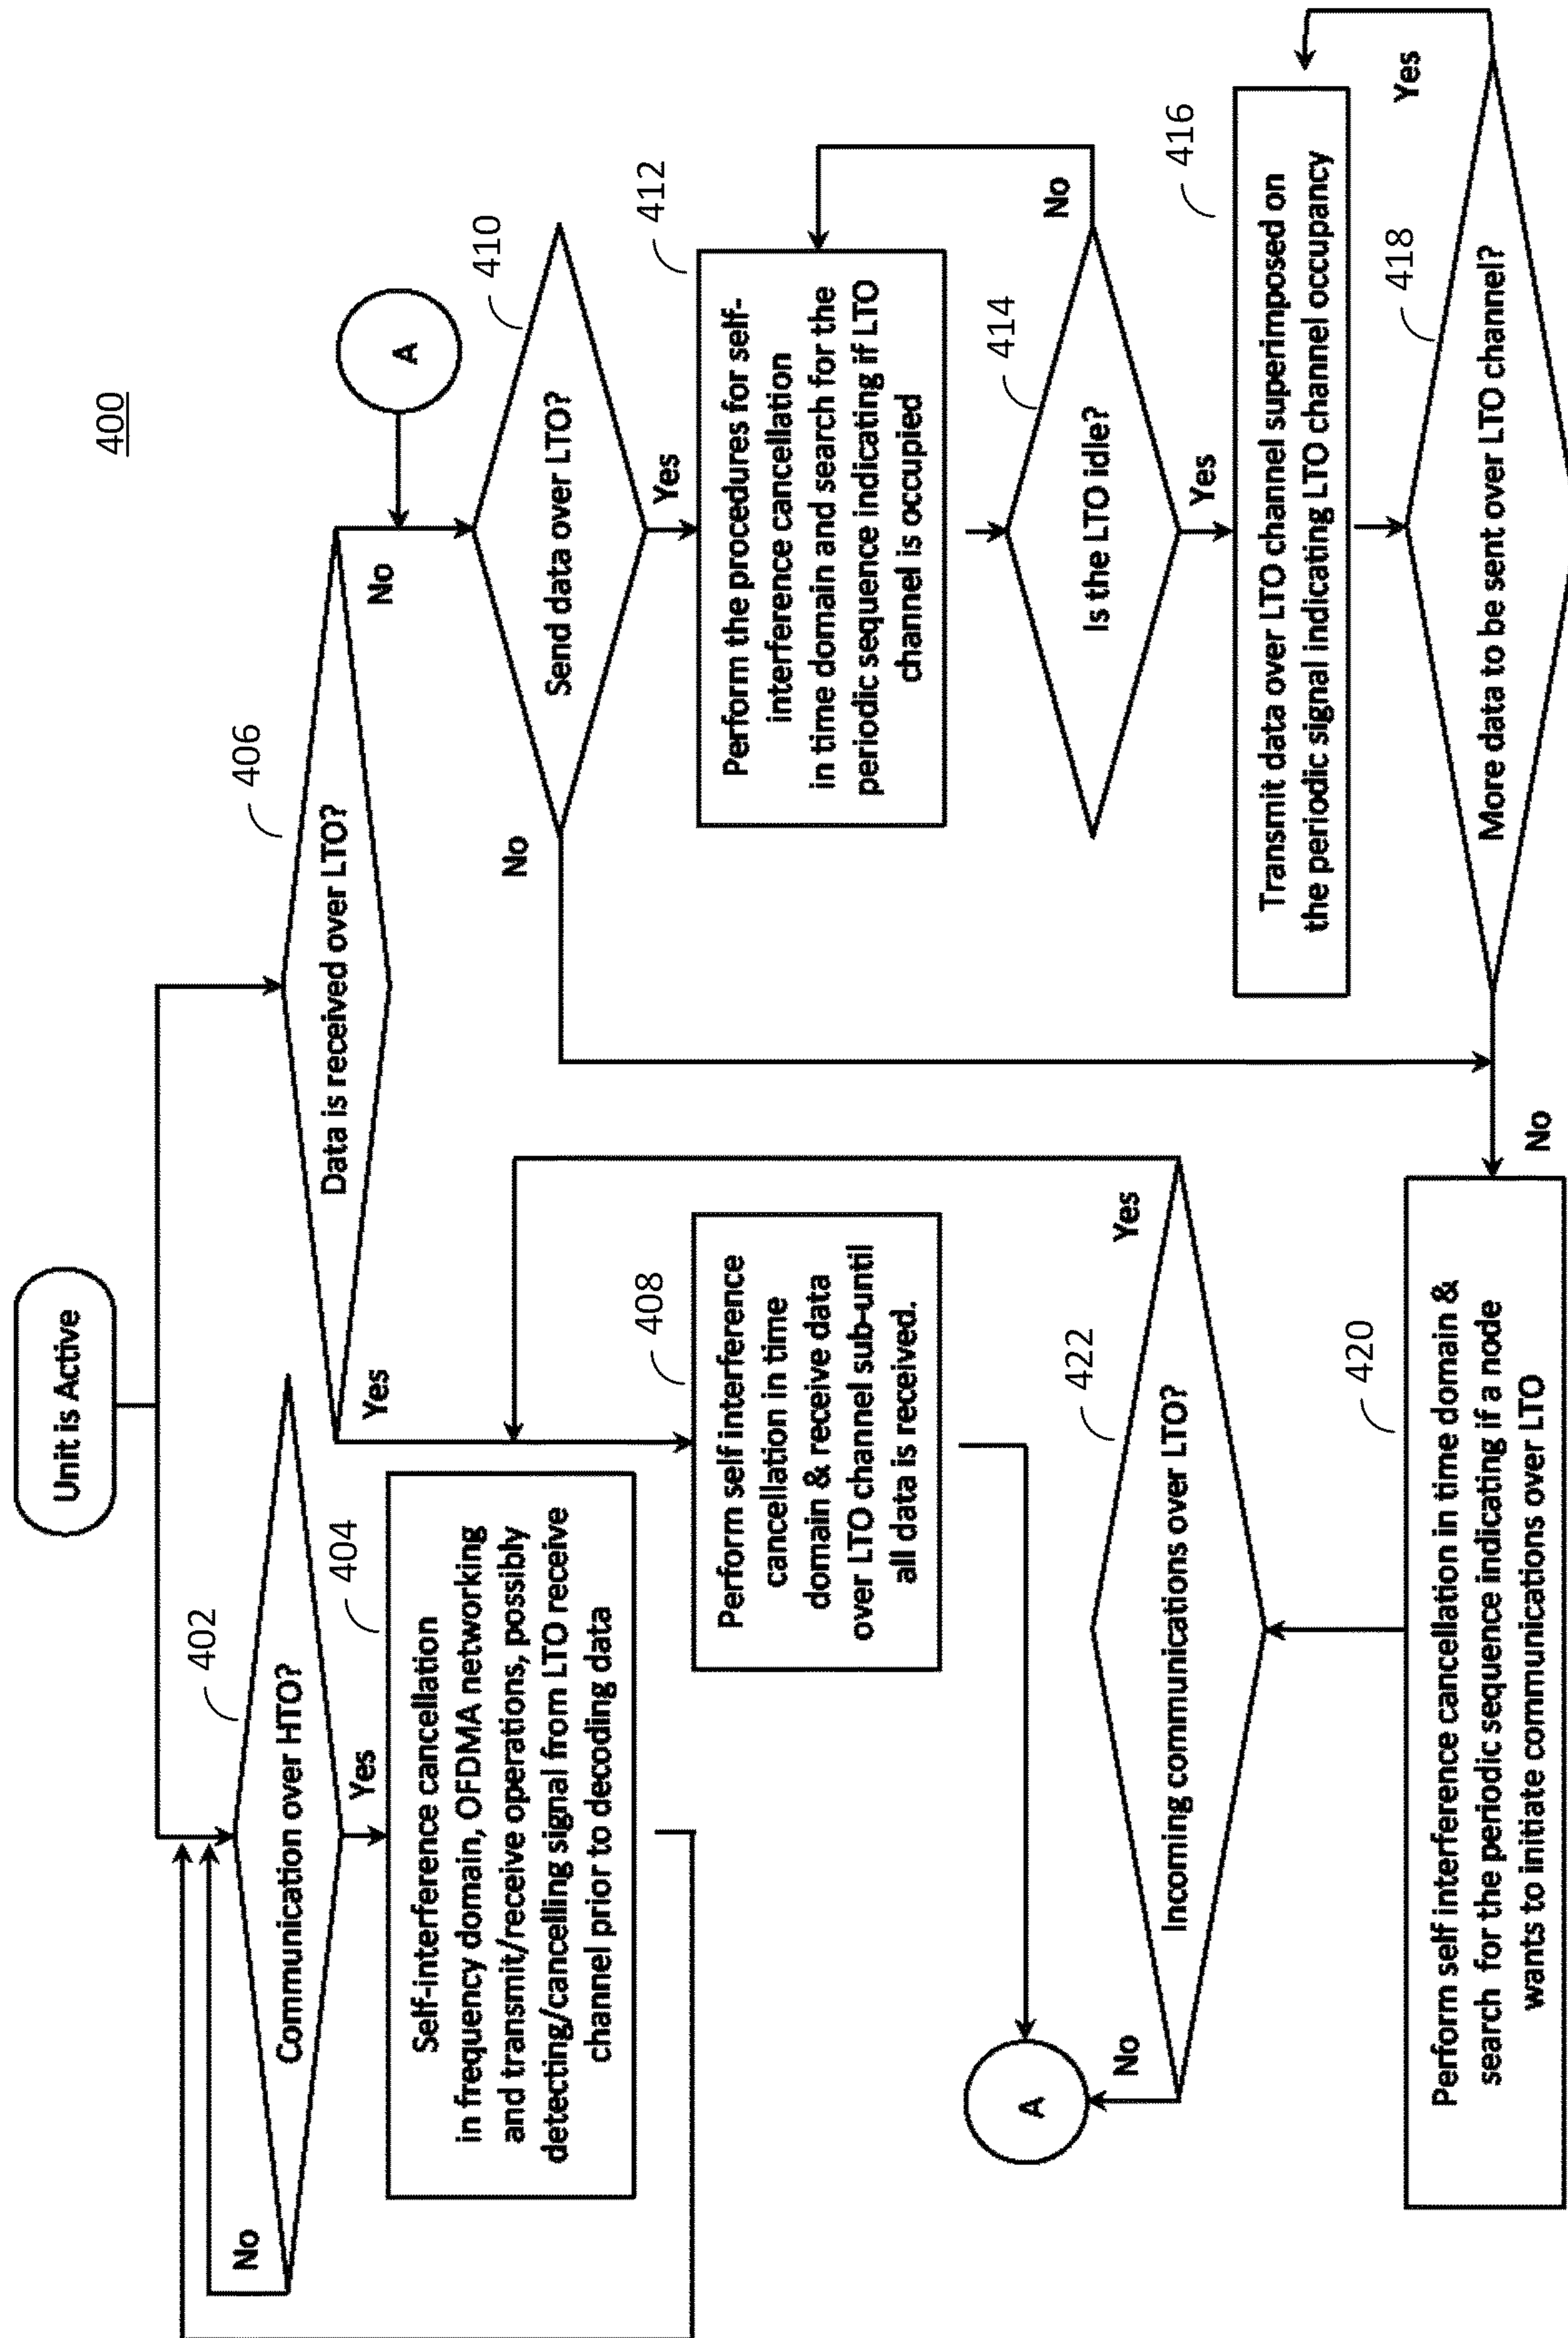 400
Unit is Active
402
Communication over HTO?
No
Yes
404
Self-interference cancellation
in frequency domain, OFDMA networking
and transmit/receive operations, possibly
detecting/cancelling signal from LTO receive
channel prior to decoding data
406
Data is received over LTO?
Yes
No
408
Perform self interference
cancellation in time
domain & receive data
over LTO channel sub-until
all data is received.
A
A
410
Send data over LTO?
No
Yes
412
Perform the procedures for self-
interference cancellation
in time domain and search for the
periodic sequence indicating if LTO
channel is occupied
414
Is the LTO idle?
No
Yes
416
Transmit data over LTO channel superimposed on
the periodic signal indicating LTO channel occupancy
418
More data to be sent over LTO channel?
Yes
No
420
Perform self interference cancellation in time domain &
search for the periodic sequence indicating if a node
wants to initiate communications over LTO
422
Incoming communications over LTO?
Yes
No